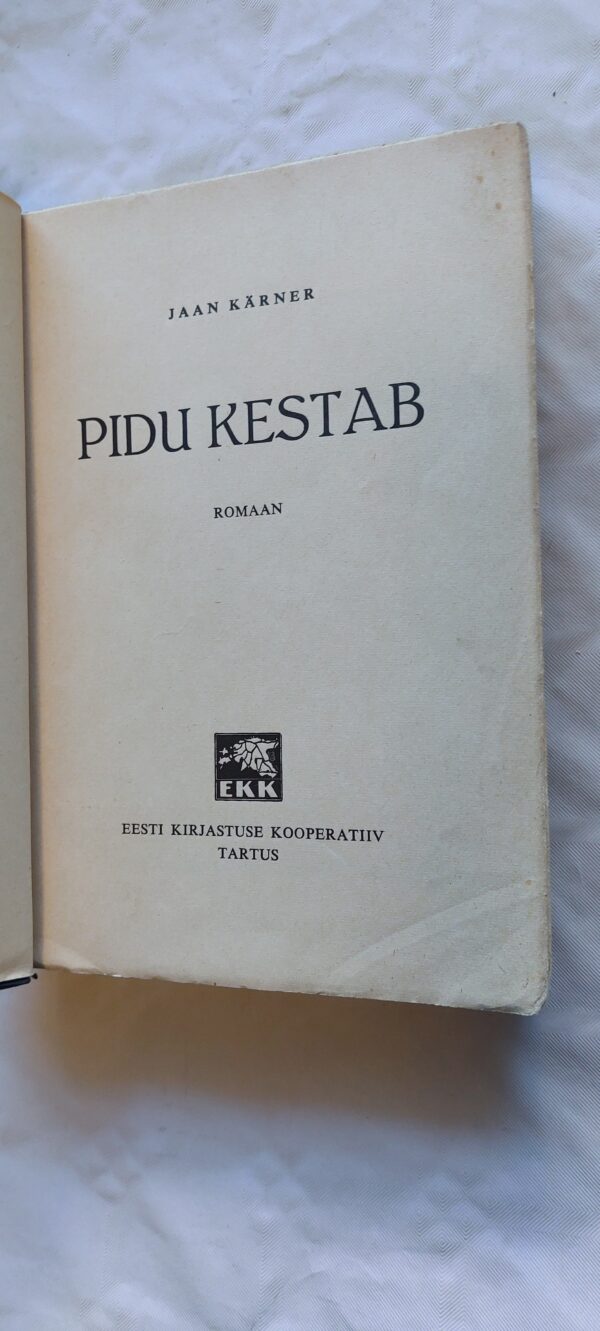 JAAN KÄRNER
PIDU KESTAB
ROMAAN
EKK
EESTI KIRJASTUSE KOOPERATIIV
TARTUS